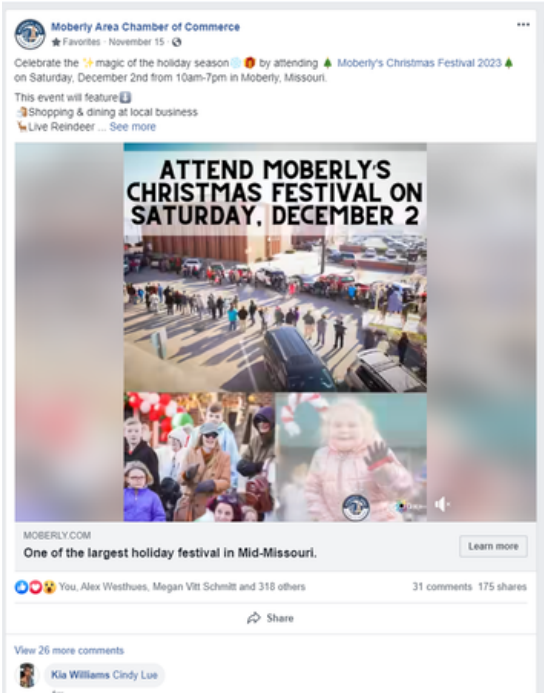 Moberly Area Chamber of Commerce
Favorites · November 15 ·
Celebrate the ✨magic of the holiday season❄️🎁 by attending 🎄 Moberly's Christmas Festival 2023🎄
on Saturday, December 2nd from 10am-7pm in Moberly, Missouri.
This event will feature⬇️
Shopping & dining at local business
🦌Live Reindeer ... See more
ATTEND MOBERLY'S
CHRISTMAS FESTIVAL ON
SATURDAY, DECEMBER 2
MOBERLY.COM
One of the largest holiday festival in Mid-Missouri.
Learn more
You, Alex Westhues, Megan Vitt Schmitt and 318 others
31 comments 175 shares
Share
View 26 more comments
Kia Williams Cindy Lue